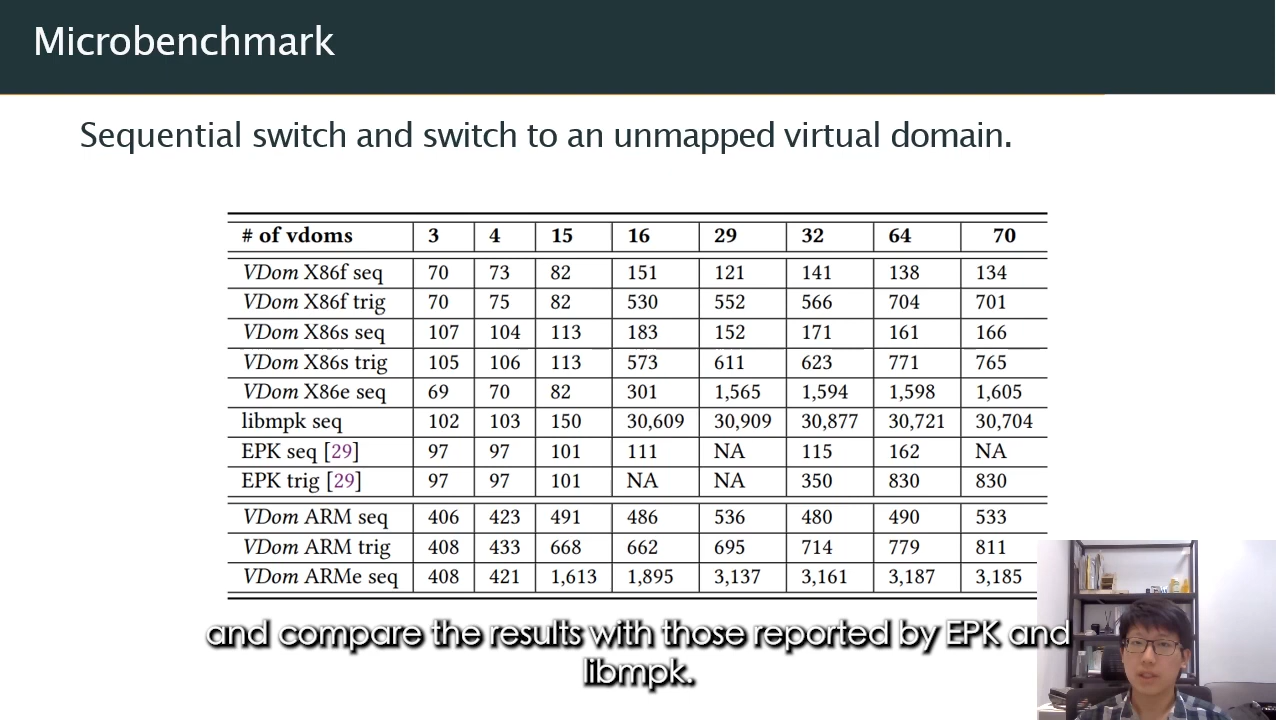 Microbenchmark
Sequential switch and switch to an unmapped virtual domain.
# of vdoms 3 4 15 16 29 32 64 70
VDom X86f seq 70 73 82 151 121 141 138 134
VDom X86f trig 70 75 82 530 552 566 704 701
VDom X86s seq 107 104 113 183 152 171 161 166
VDom X86s trig 105 106 113 573 611 623 771 765
VDom X86e seq 69 70 82 301 1,565 1,594 1,598 1,605
libmpk seq 102 103 150 30,609 30,909 30,877 30,721 30,704
EPK seq [29] 97 97 101 111 NA 115 162 NA
EPK trig [29] 97 97 101 NA NA 350 830 830
VDom ARM seq 406 423 491 486 536 480 490 533
VDom ARM trig 408 433 668 662 695 714 779 811
VDom ARMe seq 408 421 1,613 1,895 3,137 3,161 3,187 3,185
and compare the results with those reported by EPK and
libmpk.